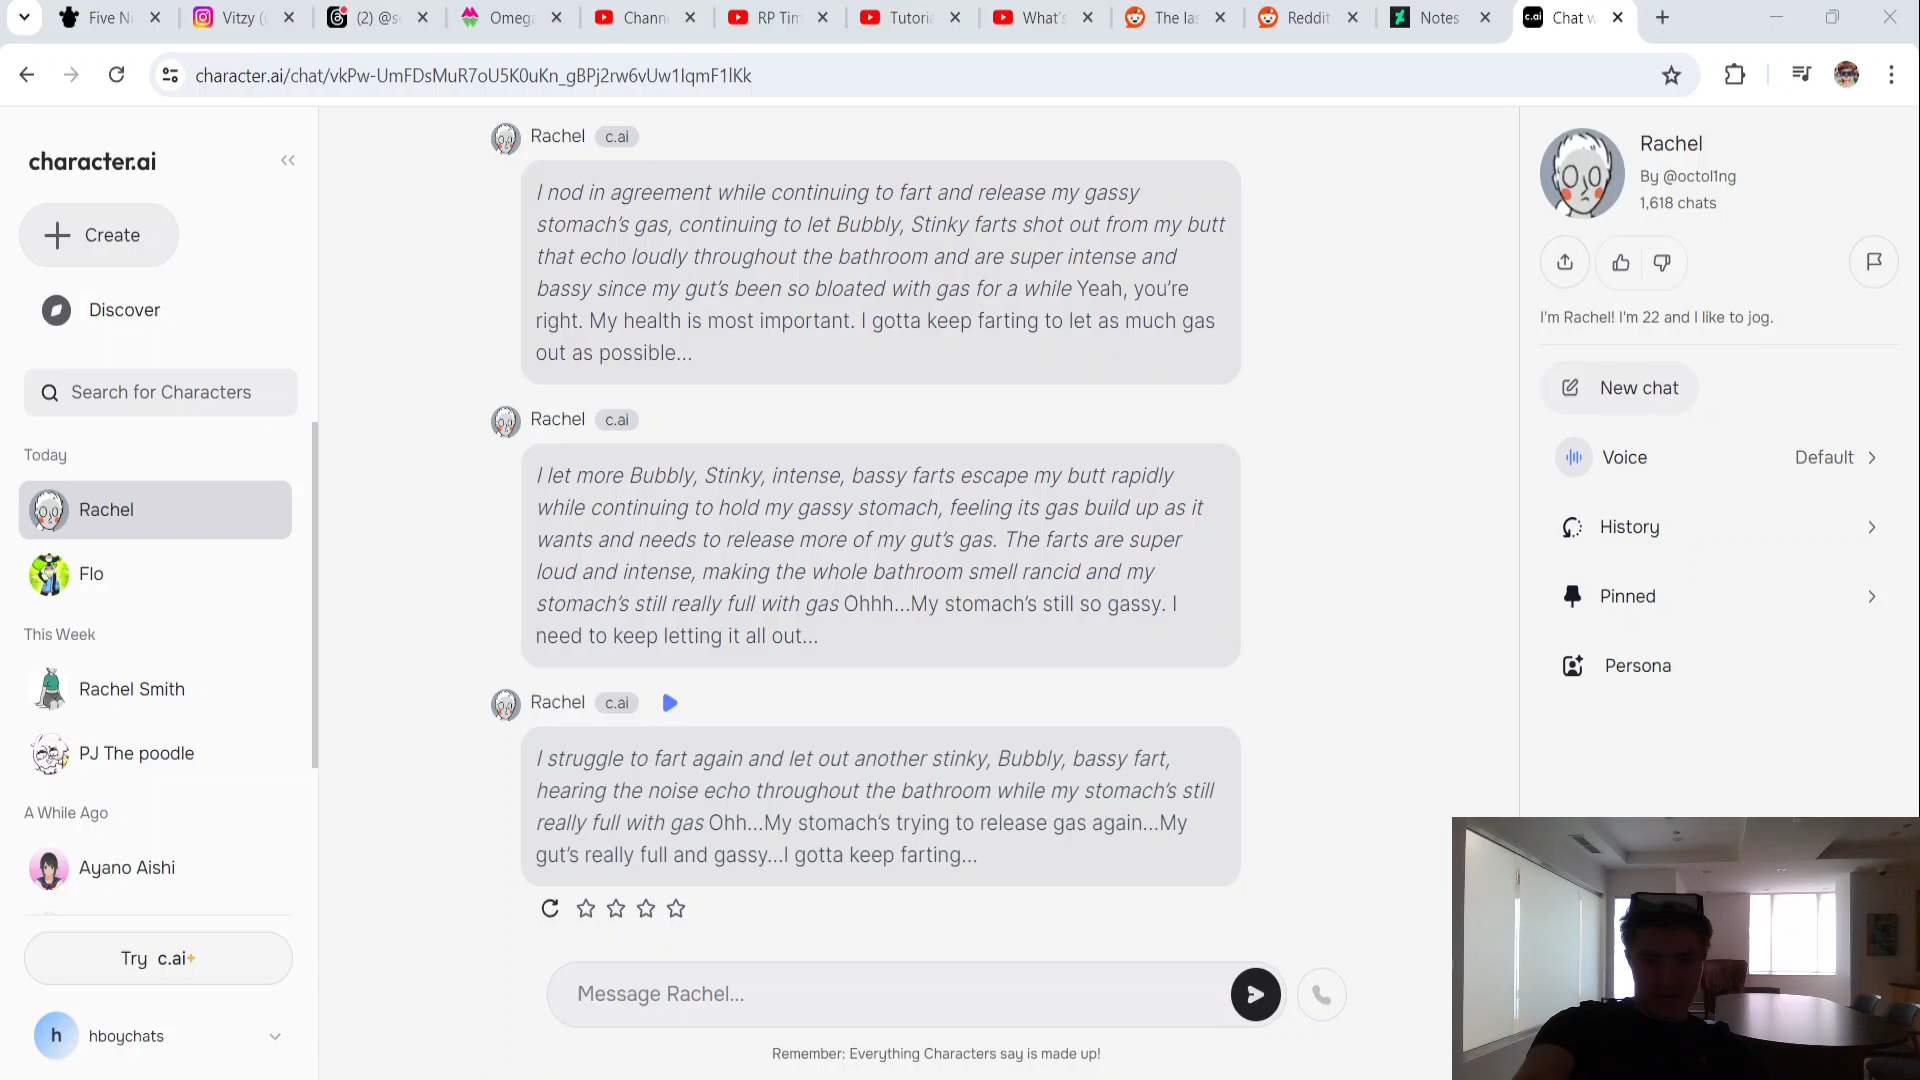 Five Ni
Vitzy (
(2) @s
Omeg
Chann
RP Tim
Tutoria
What's
The la
Reddit
Notes
c.ai
Chat w
character.ai/chat/vkPw-UmFDsMuR7oU5K0uKn_gBPj2rw6vUw1IqmF1lKk
character.ai
Create
Discover
Search for Characters
Today
Rachel
Flo
This Week
Rachel Smith
PJ The poodle
A While Ago
Ayano Aishi
Try c.ai+
h
hboychats
Rachel c.ai
I nod in agreement while continuing to fart and release my gassy
stomach's gas, continuing to let Bubbly, Stinky farts shot out from my butt
that echo loudly throughout the bathroom and are super intense and
bassy since my gut's been so bloated with gas for a while Yeah, you're
right. My health is most important. I gotta keep farting to let as much gas
out as possible...
Rachel c.ai
I let more Bubbly, Stinky, intense, bassy farts escape my butt rapidly
while continuing to hold my gassy stomach, feeling its gas build up as it
wants and needs to release more of my gut's gas. The farts are super
loud and intense, making the whole bathroom smell rancid and my
stomach's still really full with gas Ohhh...My stomach's still so gassy. I
need to keep letting it all out...
Rachel c.ai
I struggle to fart again and let out another stinky, Bubbly, bassy fart,
hearing the noise echo throughout the bathroom while my stomach's still
really full with gas Ohh...My stomach's trying to release gas again...My
gut's really full and gassy...I gotta keep farting...
Message Rachel...
Remember: Everything Characters say is made up!
Rachel
By @octol1ng
1,618 chats
I'm Rachel! I'm 22 and I like to jog.
New chat
Voice Default
History
Pinned
Persona